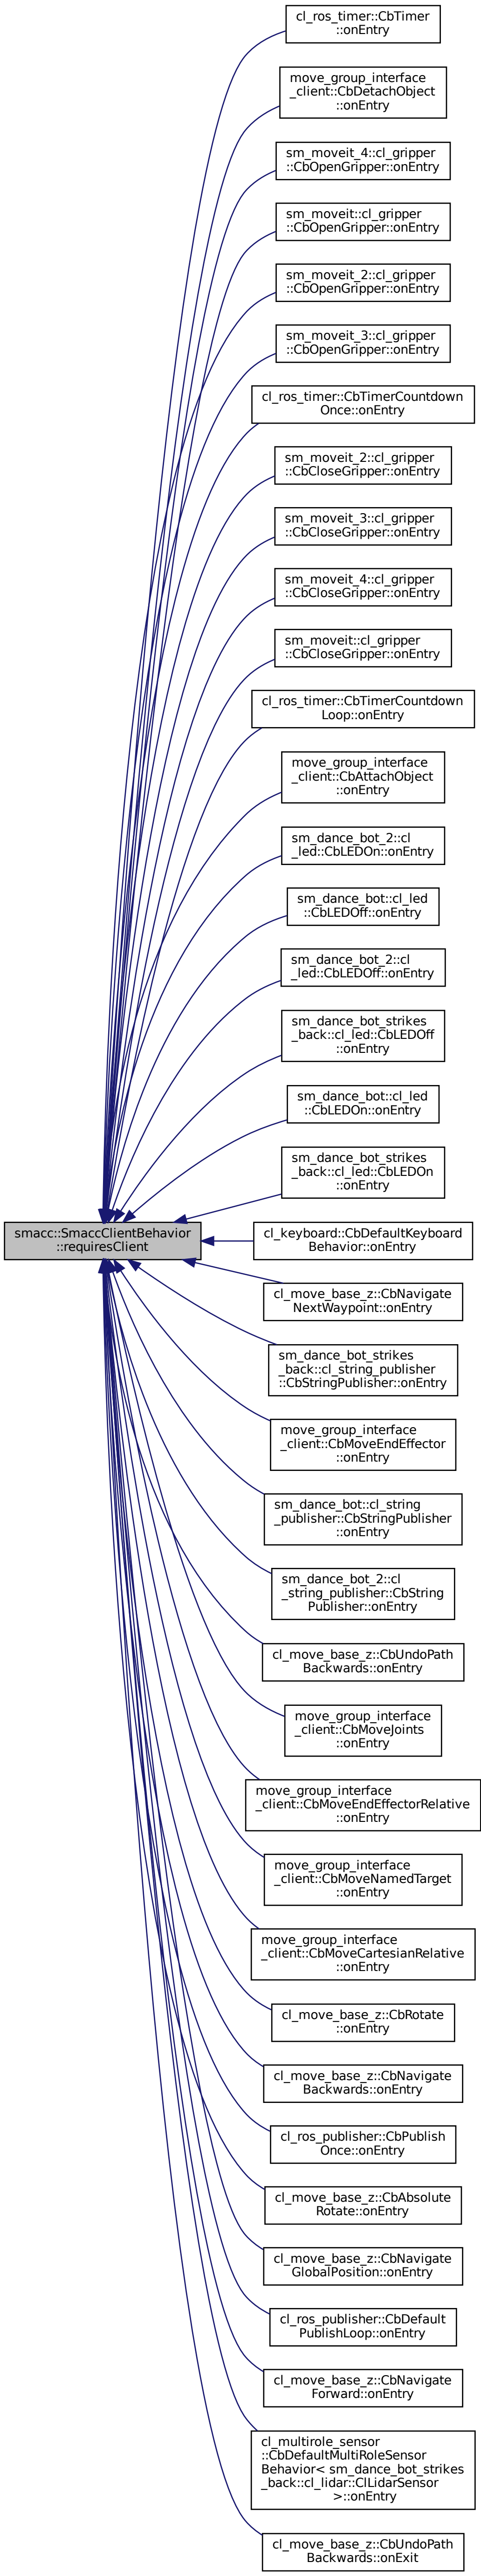 cl_ros_timer::CbTimer
::onEntry
move_group_interface
_client::CbDetachObject
::onEntry
sm_moveit_4::cl_gripper
::CbOpenGripper::onEntry
sm_moveit::cl_gripper
::CbOpenGripper::onEntry
sm_moveit_2::cl_gripper
::CbOpenGripper::onEntry
sm_moveit_3::cl_gripper
::CbOpenGripper::onEntry
cl_ros_timer::CbTimerCountdown
Once::onEntry
sm_moveit_2::cl_gripper
::CbCloseGripper::onEntry
sm_moveit_3::cl_gripper
::CbCloseGripper::onEntry
sm_moveit_4::cl_gripper
::CbCloseGripper::onEntry
sm_moveit::cl_gripper
::CbCloseGripper::onEntry
cl_ros_timer::CbTimerCountdown
Loop::onEntry
move_group_interface
_client::CbAttachObject
::onEntry
sm_dance_bot_2::cl
_led::CbLEDOn::onEntry
sm_dance_bot::cl_led
::CbLEDOff::onEntry
sm_dance_bot_2::cl
_led::CbLEDOff::onEntry
sm_dance_bot_strikes
_back::cl_led::CbLEDOff
::onEntry
sm_dance_bot::cl_led
::CbLEDOn::onEntry
sm_dance_bot_strikes
_back::cl_led::CbLEDOn
::onEntry
smacc::SmaccClientBehavior
::requiresClient
cl_keyboard::CbDefaultKeyboard
Behavior::onEntry
cl_move_base_z::CbNavigate
NextWaypoint::onEntry
sm_dance_bot_strikes
_back::cl_string_publisher
::CbStringPublisher::onEntry
move_group_interface
_client::CbMoveEndEffector
::onEntry
sm_dance_bot::cl_string
_publisher::CbStringPublisher
::onEntry
sm_dance_bot_2::cl
_string_publisher::CbString
Publisher::onEntry
cl_move_base_z::CbUndoPath
Backwards::onEntry
move_group_interface
_client::CbMoveJoints
::onEntry
move_group_interface
_client::CbMoveEndEffectorRelative
::onEntry
move_group_interface
_client::CbMoveNamedTarget
::onEntry
move_group_interface
_client::CbMoveCartesianRelative
::onEntry
cl_move_base_z::CbRotate
::onEntry
cl_move_base_z::CbNavigate
Backwards::onEntry
cl_ros_publisher::CbPublish
Once::onEntry
cl_move_base_z::CbAbsolute
Rotate::onEntry
cl_move_base_z::CbNavigate
GlobalPosition::onEntry
cl_ros_publisher::CbDefault
PublishLoop::onEntry
cl_move_base_z::CbNavigate
Forward::onEntry
cl_multirole_sensor
::CbDefaultMultiRoleSensor
Behavior< sm_dance_bot_strikes
_back::cl_lidar::ClLidarSensor
>::onEntry
cl_move_base_z::CbUndoPath
Backwards::onExit